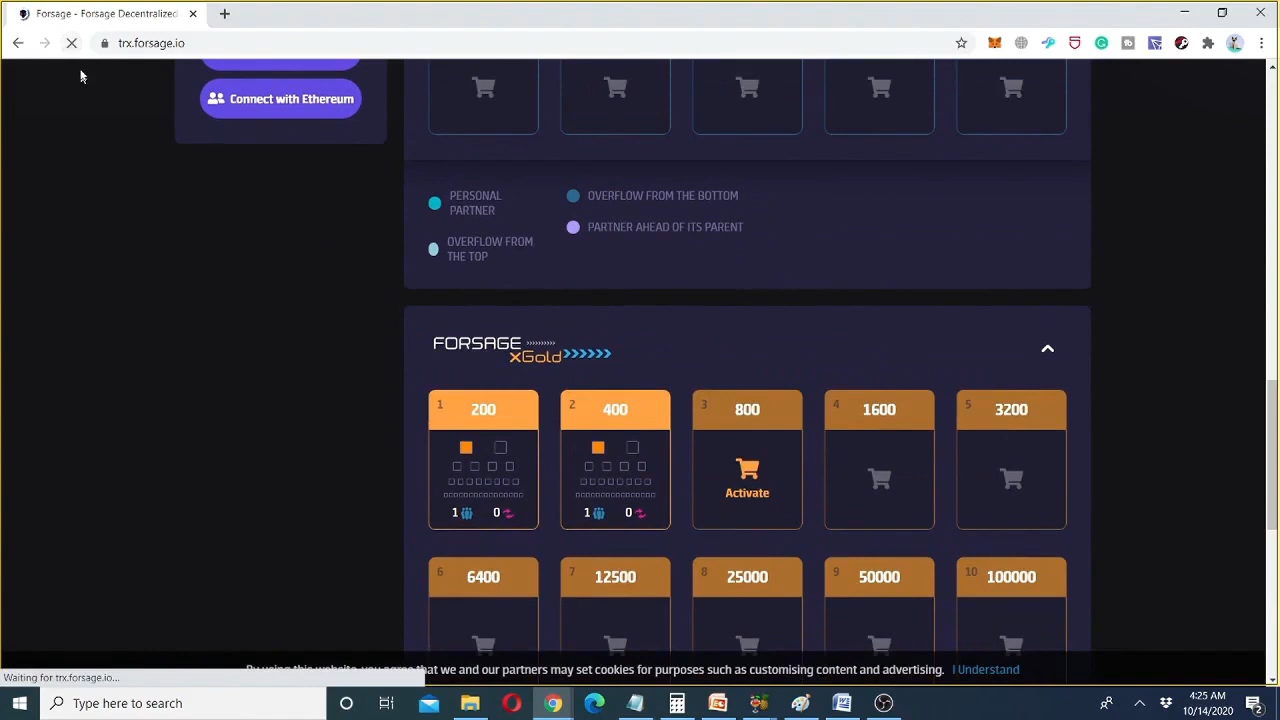 Forsage - Forsage Decentralized
trx.forsage.io
Connect with Ethereum
PERSONAL
PARTNER
OVERFLOW FROM THE BOTTOM
PARTNER AHEAD OF ITS PARENT
OVERFLOW FROM
THE TOP
FORSAGE
xGold
1 200
2 400
3 800
4 1600
5 3200
Activate
1 0
1 0
6 6400
7 12500
8 25000
9 50000
10 100000
By using this website, you agree that we and our partners may set cookies for purposes such as customising content and advertising. I Understand
Waiting for trx.forsage.io...
Type here to search
4:25 AM
10/14/2020
2